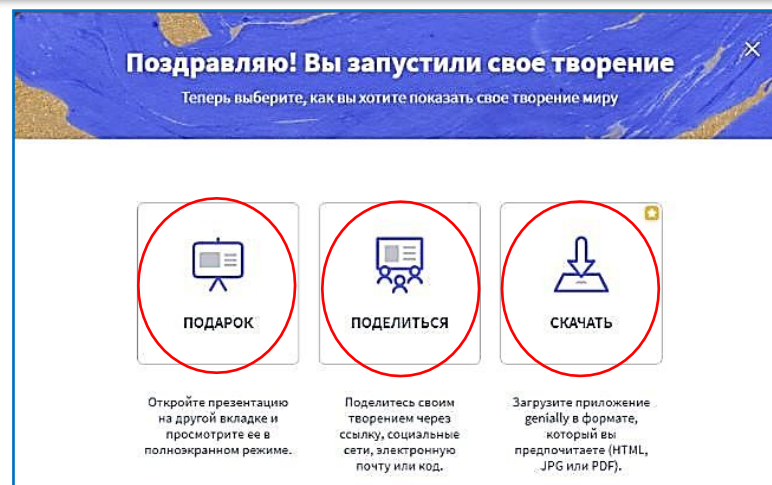 Поздравляю! Вы запустили свое творение
Теперь выберите, как вы хотите показать свое творение миру
ПОДАРОК
ПОДЕЛИТЬСЯ
СКАЧАТЬ
Откройте презентацию
на другой вкладке и
просмотрите ее в
полноэкранном режиме.
Поделитесь своим
творением через
ссылку, социальные
сети, электронную
почту или код.
Загрузите приложение
genially в формате,
который вы
предпочитаете (HTML,
JPG или PDF).